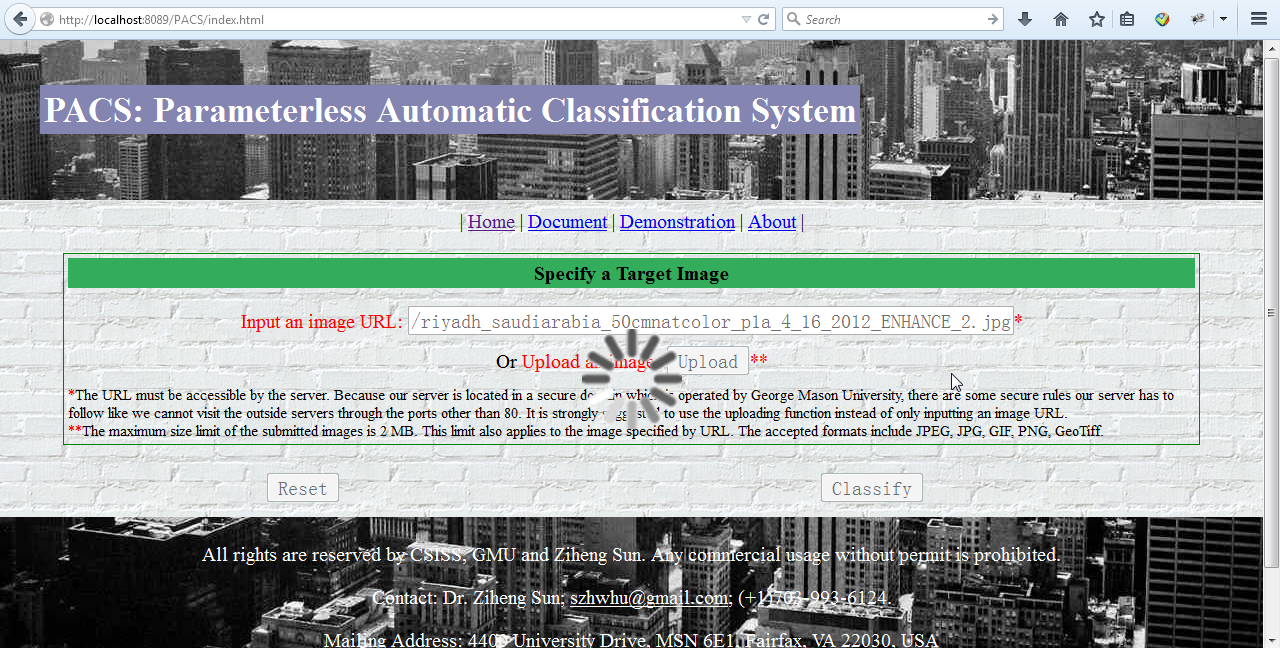 http://localhost:8089/PACS/index.html
Search
PACS: Parameterless Automatic Classification System
| Home | Document | Demonstration | About |
Specify a Target Image
Input an image URL: /riyadh_saudiarabia_50cmnatcolor_p1a_4_16_2012_ENHANCE_2.jpg*
Or Upload an image Upload **
*The URL must be accessible by the server. Because our server is located in a secure domain which is operated by George Mason University, there are some secure rules our server has to
follow like we cannot visit the outside servers through the ports other than 80. It is strongly suggested to use the uploading function instead of only inputting an image URL.
**The maximum size limit of the submitted images is 2 MB. This limit also applies to the image specified by URL. The accepted formats include JPEG, JPG, GIF, PNG, GeoTiff.
Reset Classify
All rights are reserved by CSISS, GMU and Ziheng Sun. Any commercial usage without permit is prohibited.
Contact: Dr. Ziheng Sun; szhwhu@gmail.com; (+1)703-993-6124.
Mailing Address: 4400 University Drive, MSN 6E1, Fairfax, VA 22030, USA